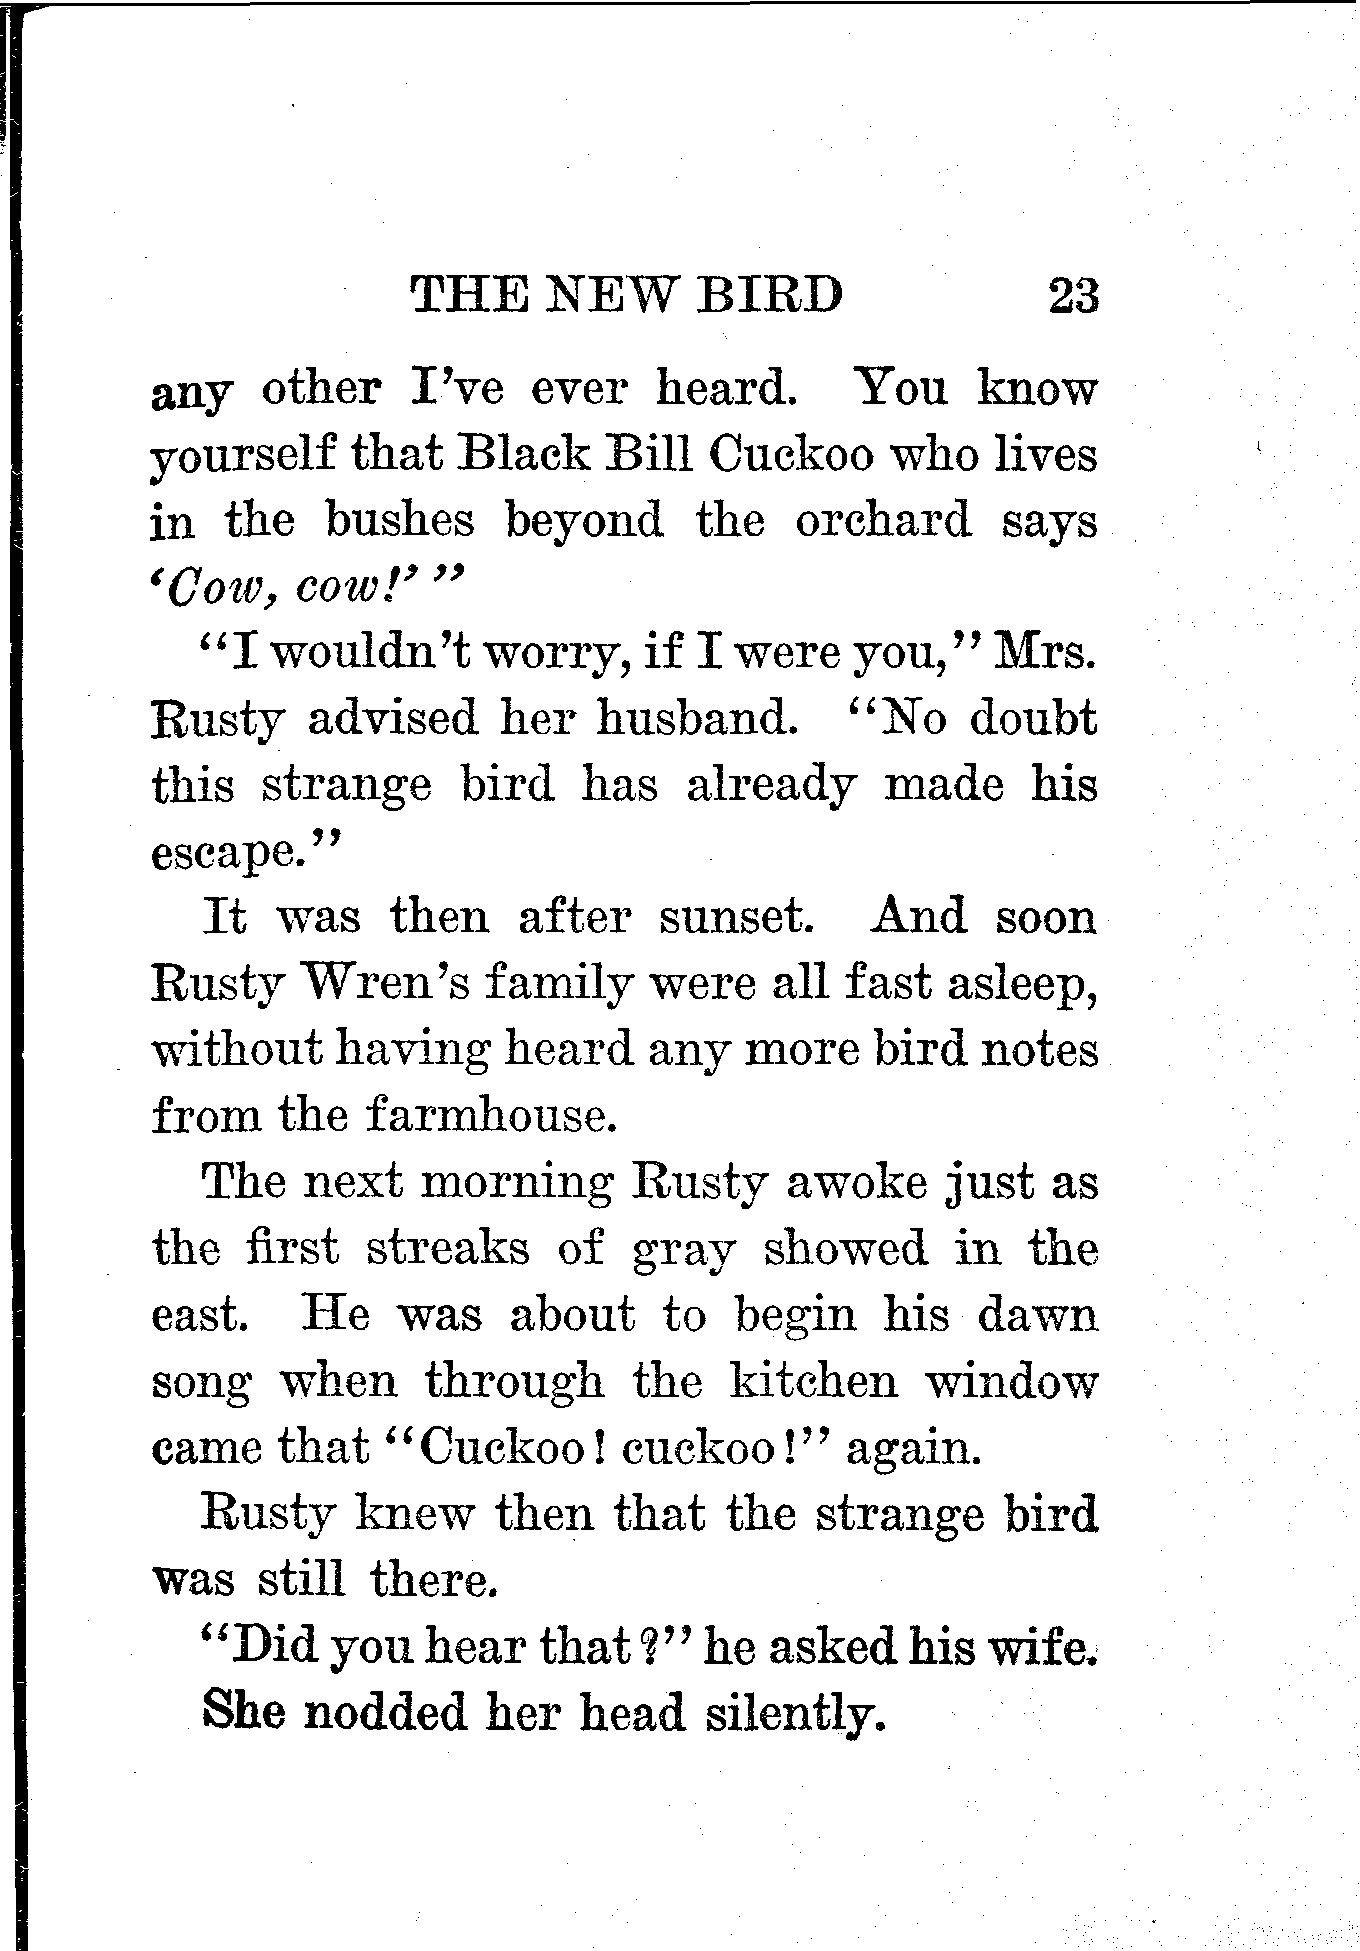 THE NEW BIRD 23
any other I've ever heard. You know
yourself that Black Bill Cuckoo who lives
in the bushes beyond the orchard says
‘Cow, cow!’ ”
“I wouldn't worry, if I were you,” Mrs.
Rusty advised her husband. “No doubt
this strange bird has already made his
escape.”
It was then after sunset. And soon
Rusty Wren's family were all fast asleep,
without having heard any more bird notes
from the farmhouse.
The next morning Rusty awoke just as
the first streaks of gray showed in the
east. He was about to begin his dawn
song when through the kitchen window
came that “Cuckoo! cuckoo!” again.
Rusty knew then that the strange bird
was still there.
“Did you hear that?” he asked his wife.
She nodded her head silently.